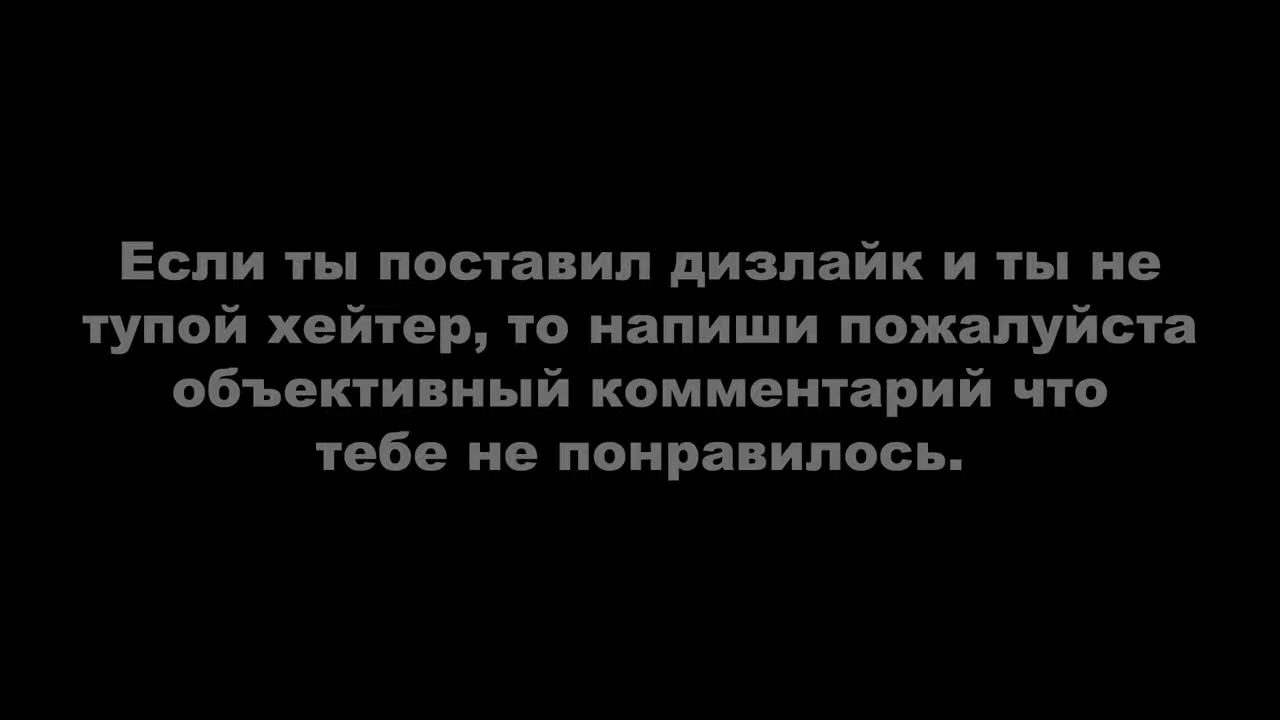 Если ты поставил дизлайк и ты не
тупой хейтер, то напиши пожалуйста
объективный комментарий что
тебе не понравилось.